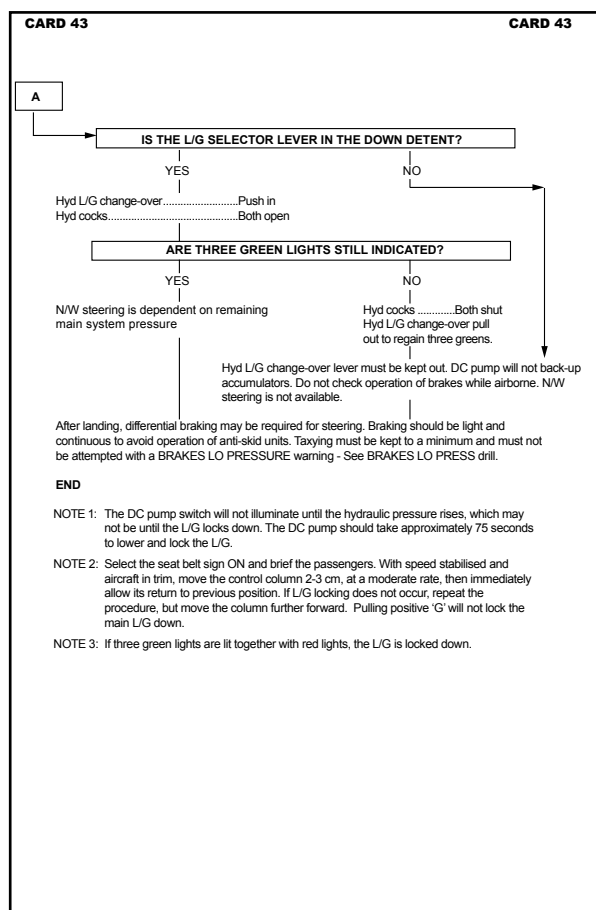 CARD 43 CARD 43
A
IS THE L/G SELECTOR LEVER IN THE DOWN DETENT?
YES NO
Hyd L/G change-over..........................Push in
Hyd cocks.............................................Both open
ARE THREE GREEN LIGHTS STILL INDICATED?
YES NO
N/W steering is dependent on remaining
main system pressure
Hyd cocks .............Both shut
Hyd L/G change-over pull
out to regain three greens.
Hyd L/G change-over lever must be kept out. DC pump will not back-up
accumulators. Do not check operation of brakes while airborne. N/W
steering is not available.
After landing, differential braking may be required for steering. Braking should be light and
continuous to avoid operation of anti-skid units. Taxying must be kept to a minimum and must not
be attempted with a BRAKES LO PRESSURE warning - See BRAKES LO PRESS drill.
END
NOTE 1: The DC pump switch will not illuminate until the hydraulic pressure rises, which may
not be until the L/G locks down. The DC pump should take approximately 75 seconds
to lower and lock the L/G.
NOTE 2: Select the seat belt sign ON and brief the passengers. With speed stabilised and
aircraft in trim, move the control column 2-3 cm, at a moderate rate, then immediately
allow its return to previous position. If L/G locking does not occur, repeat the
procedure, but move the column further forward. Pulling positive ‘G’ will not lock the
main L/G down.
NOTE 3: If three green lights are lit together with red lights, the L/G is locked down.